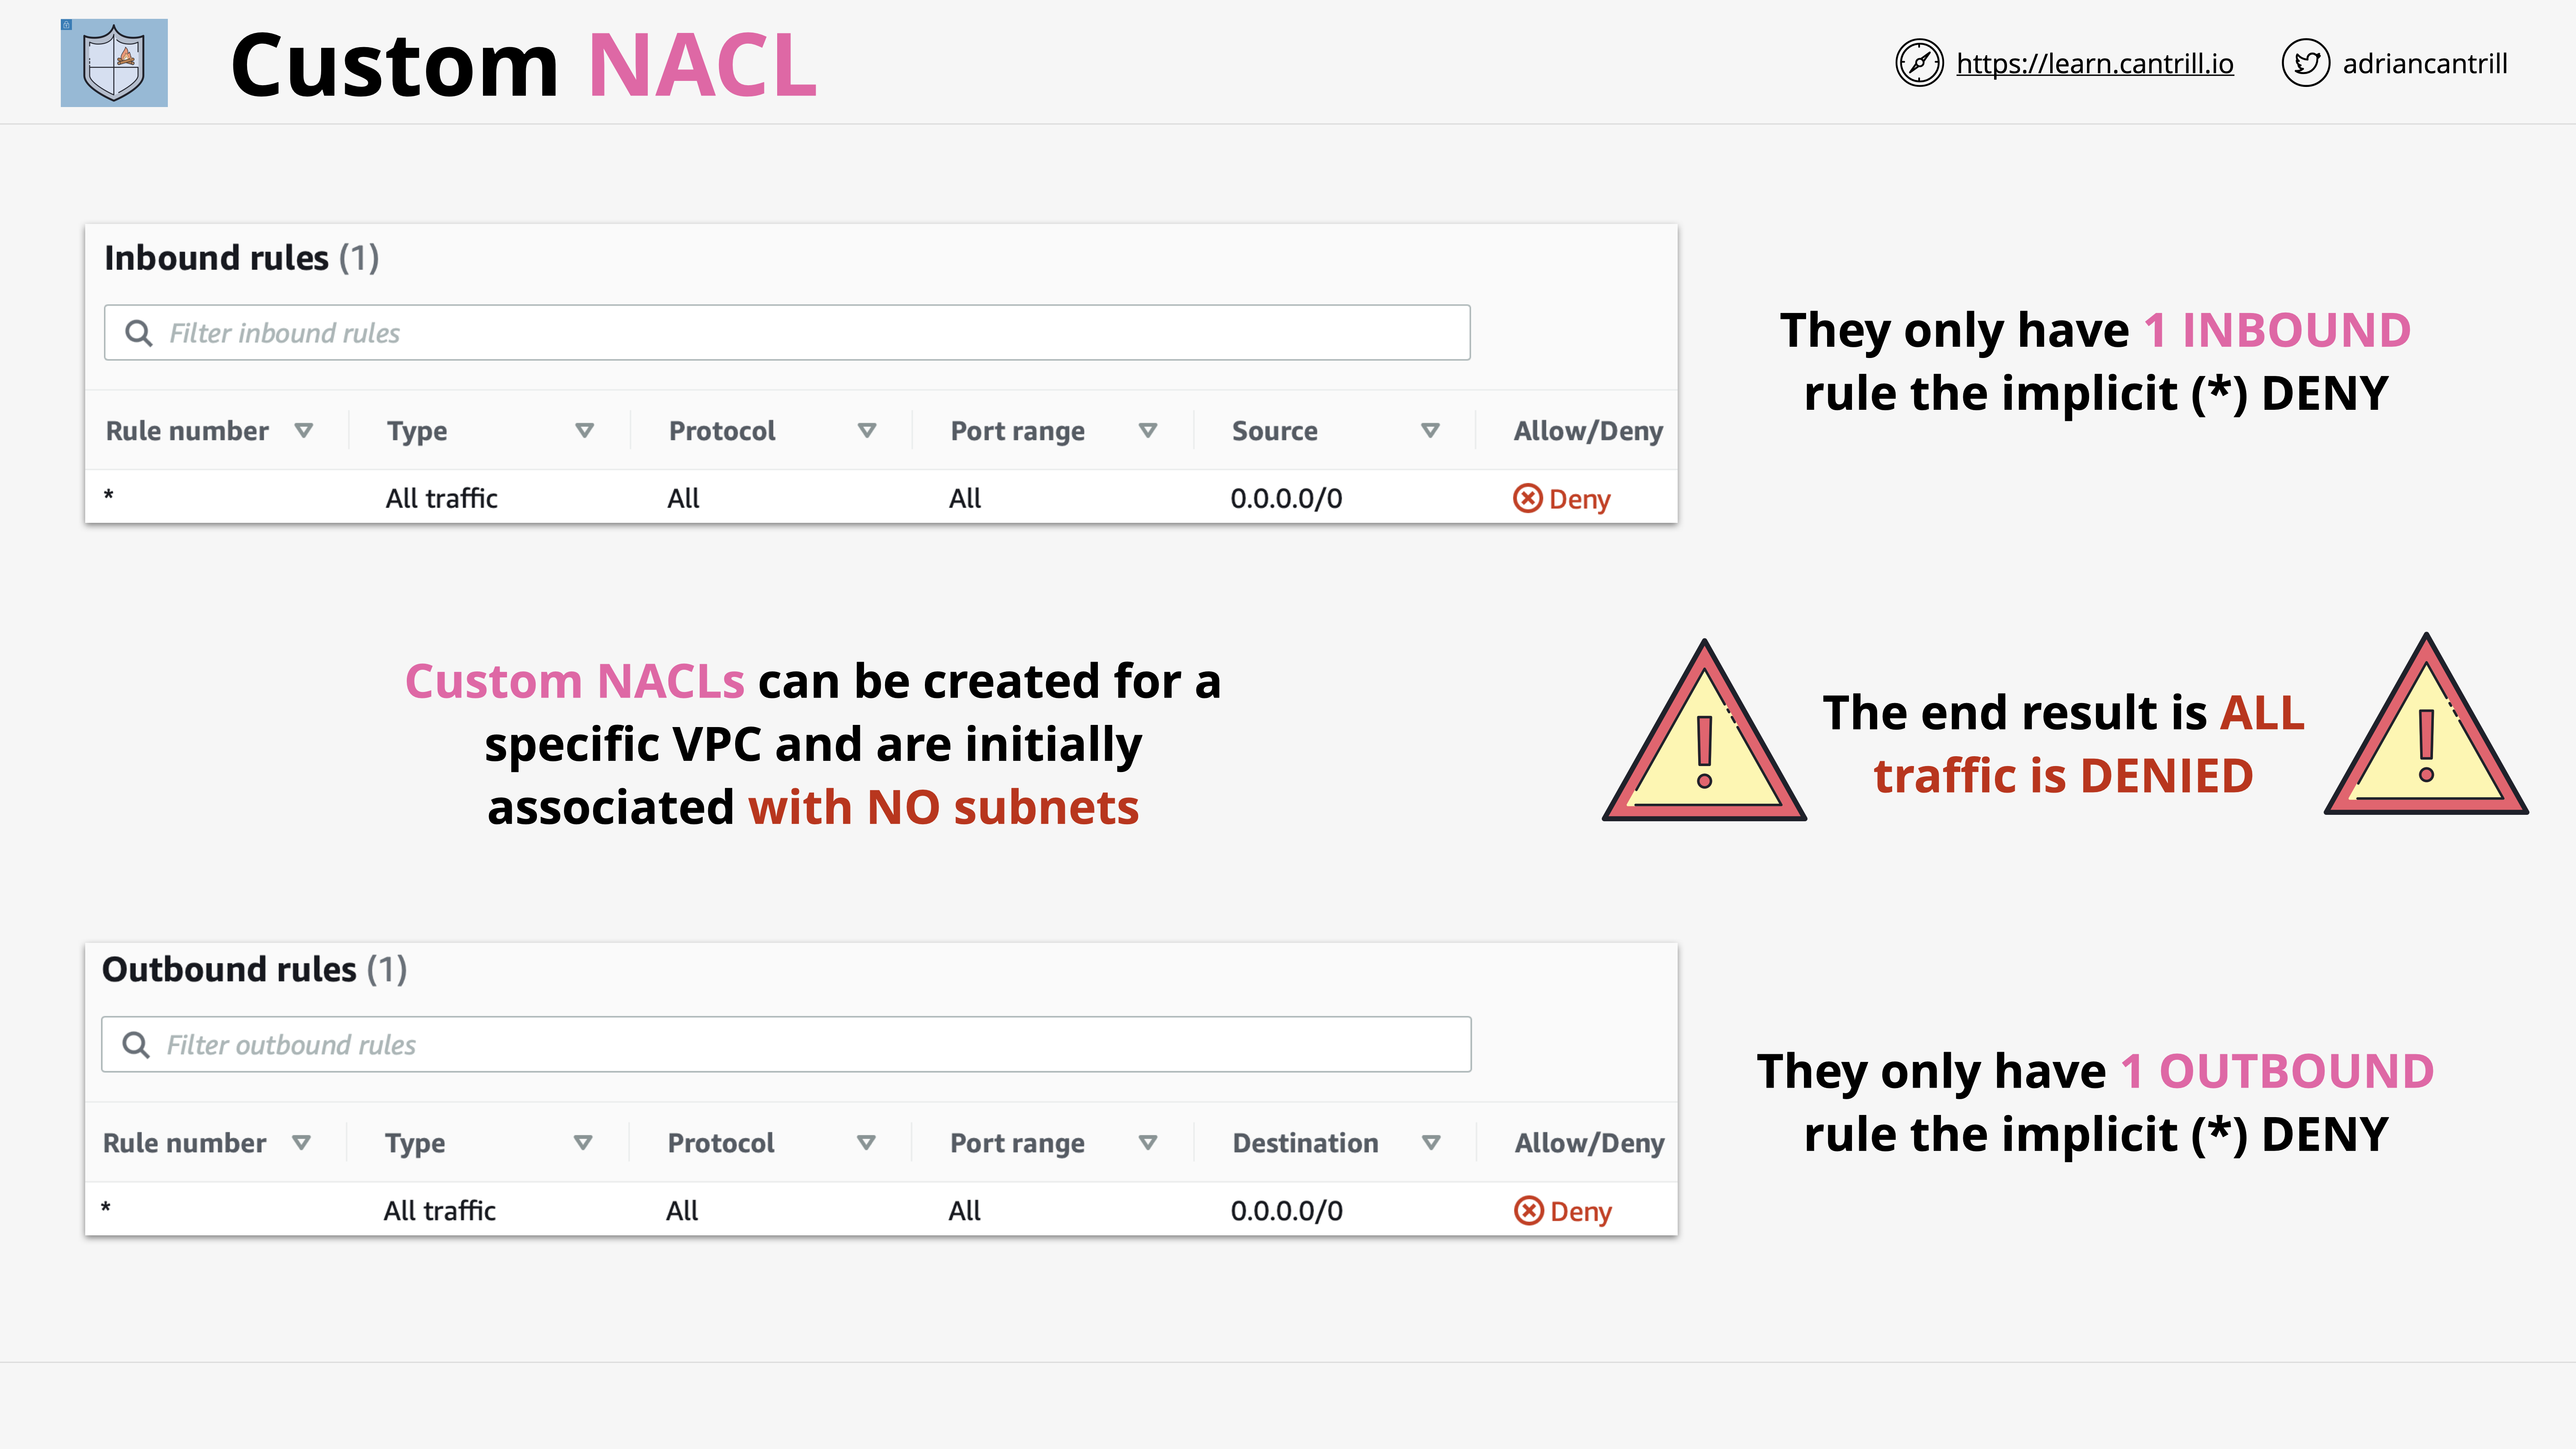 Custom NACL
https://learn.cantrill.io
adriancantrill
Inbound rules (1)
Filter inbound rules
Rule number Type Protocol Port range Source Allow/Deny
* All traffic All All 0.0.0.0/0 Deny
They only have 1 INBOUND
rule the implicit (*) DENY
Custom NACLs can be created for a
specific VPC and are initially
associated with NO subnets
The end result is ALL
traffic is DENIED
Outbound rules (1)
Filter outbound rules
Rule number Type Protocol Port range Destination Allow/Deny
* All traffic All All 0.0.0.0/0 Deny
They only have 1 OUTBOUND
rule the implicit (*) DENY